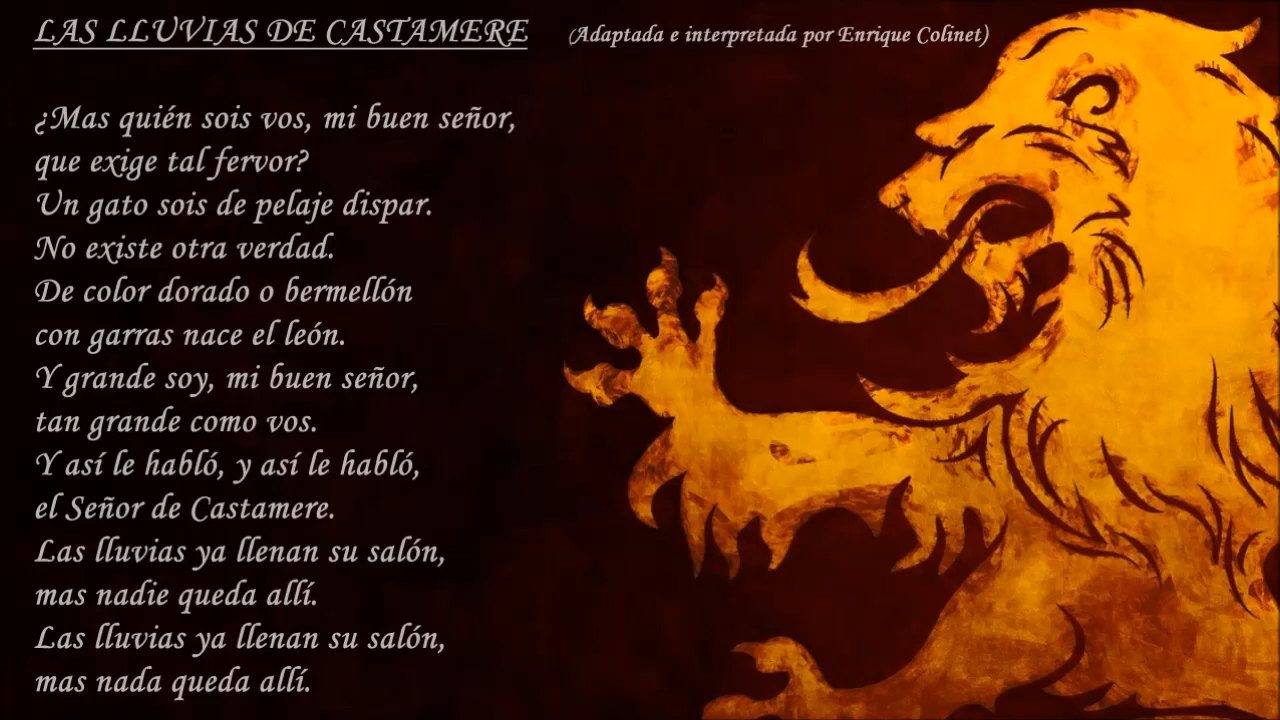 LAS LLUVIAS DE CASTAMERE (Adaptada e interpretada por Enrique Colinet)
¿Mas quién sois vos, mi buen señor,
que exige tal fervor?
Un gato sois de pelaje dispar.
No existe otra verdad.
De color dorado o bermellón
con garras nace el león.
Y grande soy, mi buen señor,
tan grande como vos.
Y así le habló, y así le habló,
el Señor de Castamere.
Las lluvias ya llenan su salón,
mas nadie queda allí.
Las lluvias ya llenan su salón,
mas nada queda allí.